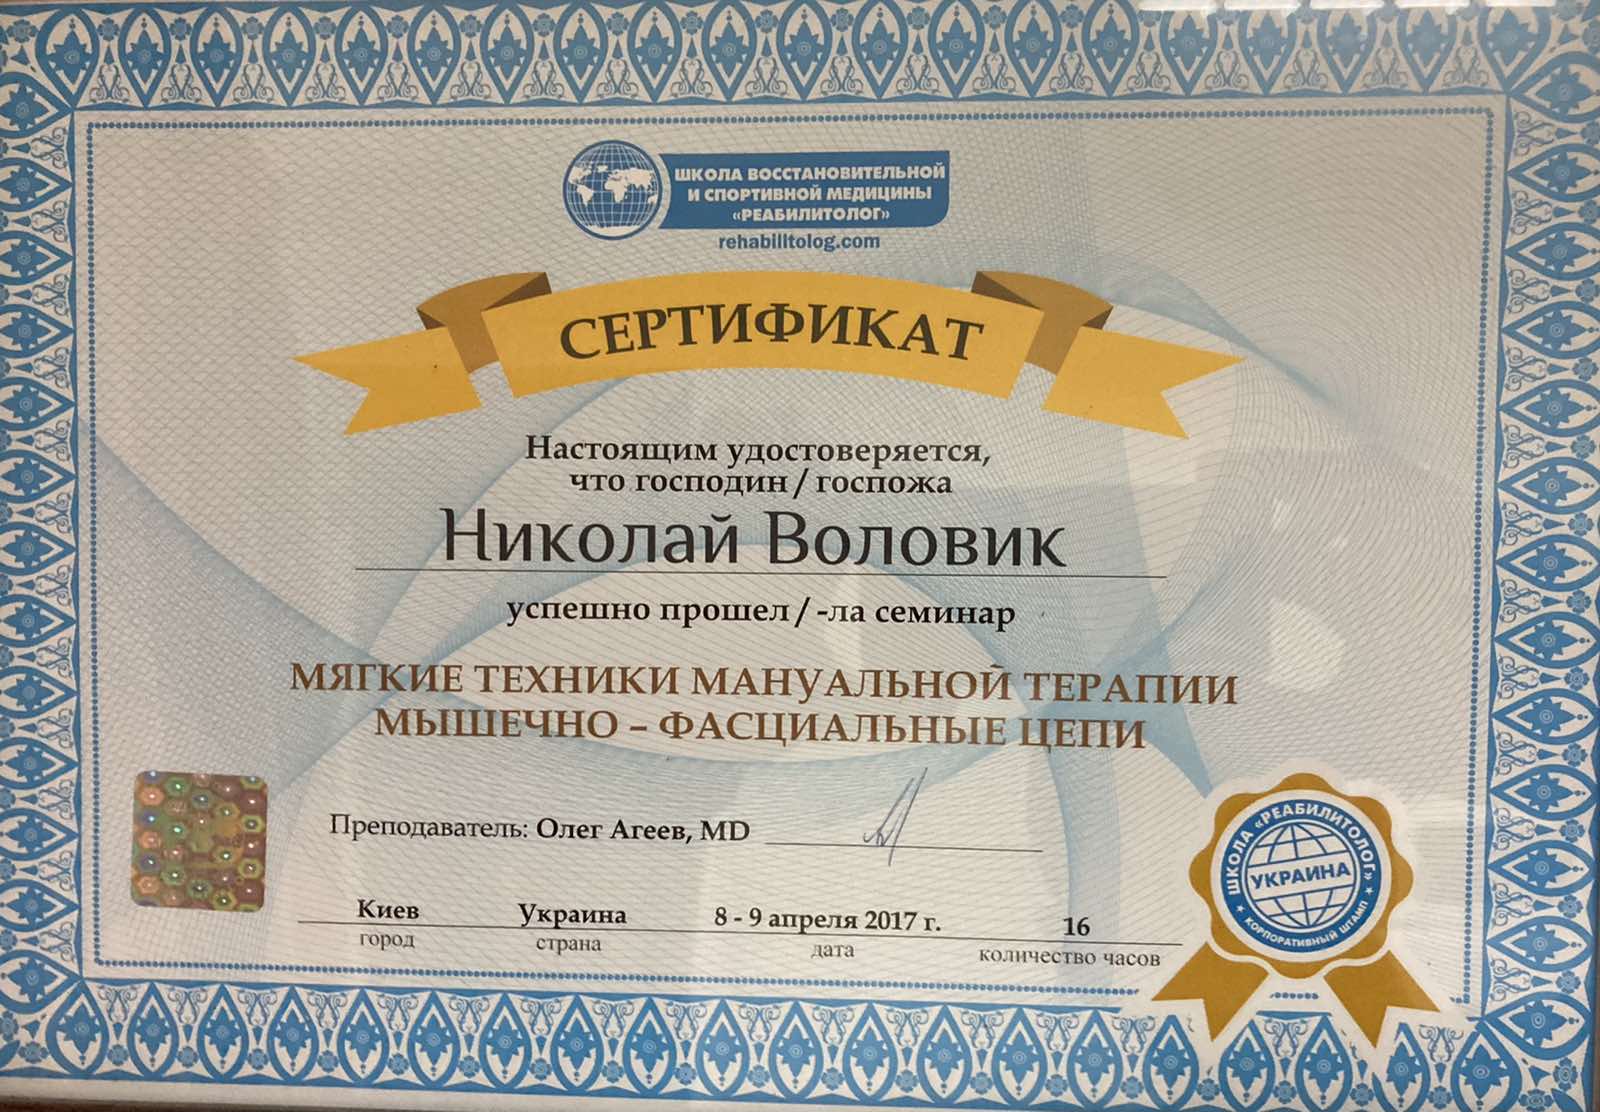 ШКОЛА ВОССТАНОВИТЕЛЬНОЙ
И СПОРТИВНОЙ МЕДИЦИНЫ
«РЕАБИЛИТОЛОГ»
rehabilitolog.com
СЕРТИФИКАТ
Настоящим удостоверяется,
что господин / госпожа
Николай Воловик
успешно прошел / -ла семинар
МЯГКИЕ ТЕХНИКИ МАНУАЛЬНОЙ ТЕРАПИИ
МЫШЕЧНО – ФАСЦИАЛЬНЫЕ ЦЕПИ
Преподаватель: Олег Агеев, MD
Киев Украина 8 - 9 апреля 2017 г. 16
город страна дата количество часов
ШКОЛА «РЕАБИЛИТОЛОГ»
УКРАИНА
★ КОРПОРАТИВНЫЙ ШТАМП ★